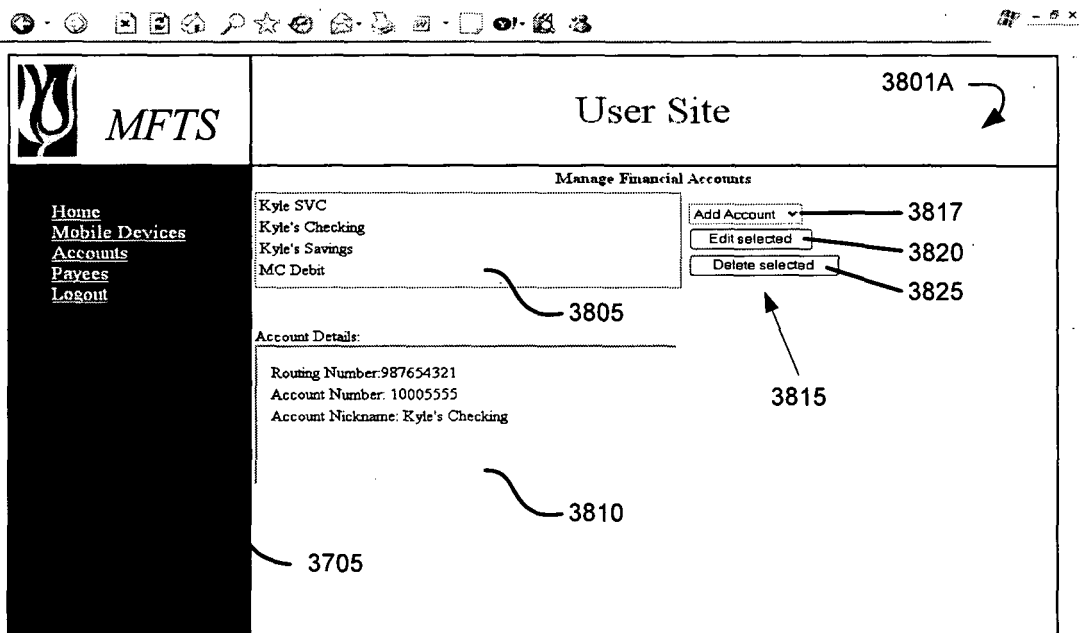 MFTS
User Site
3801A
Manage Financial Accounts
Home
Mobile Devices
Accounts
Payees
Logout
Kyle SVC
Kyle's Checking
Kyle's Savings
MC Debit
Add Account
3817
Edit selected
3820
Delete selected
3825
3805
3815
Account Details:
Routing Number:987654321
Account Number: 10005555
Account Nickname: Kyle's Checking
3810
3705